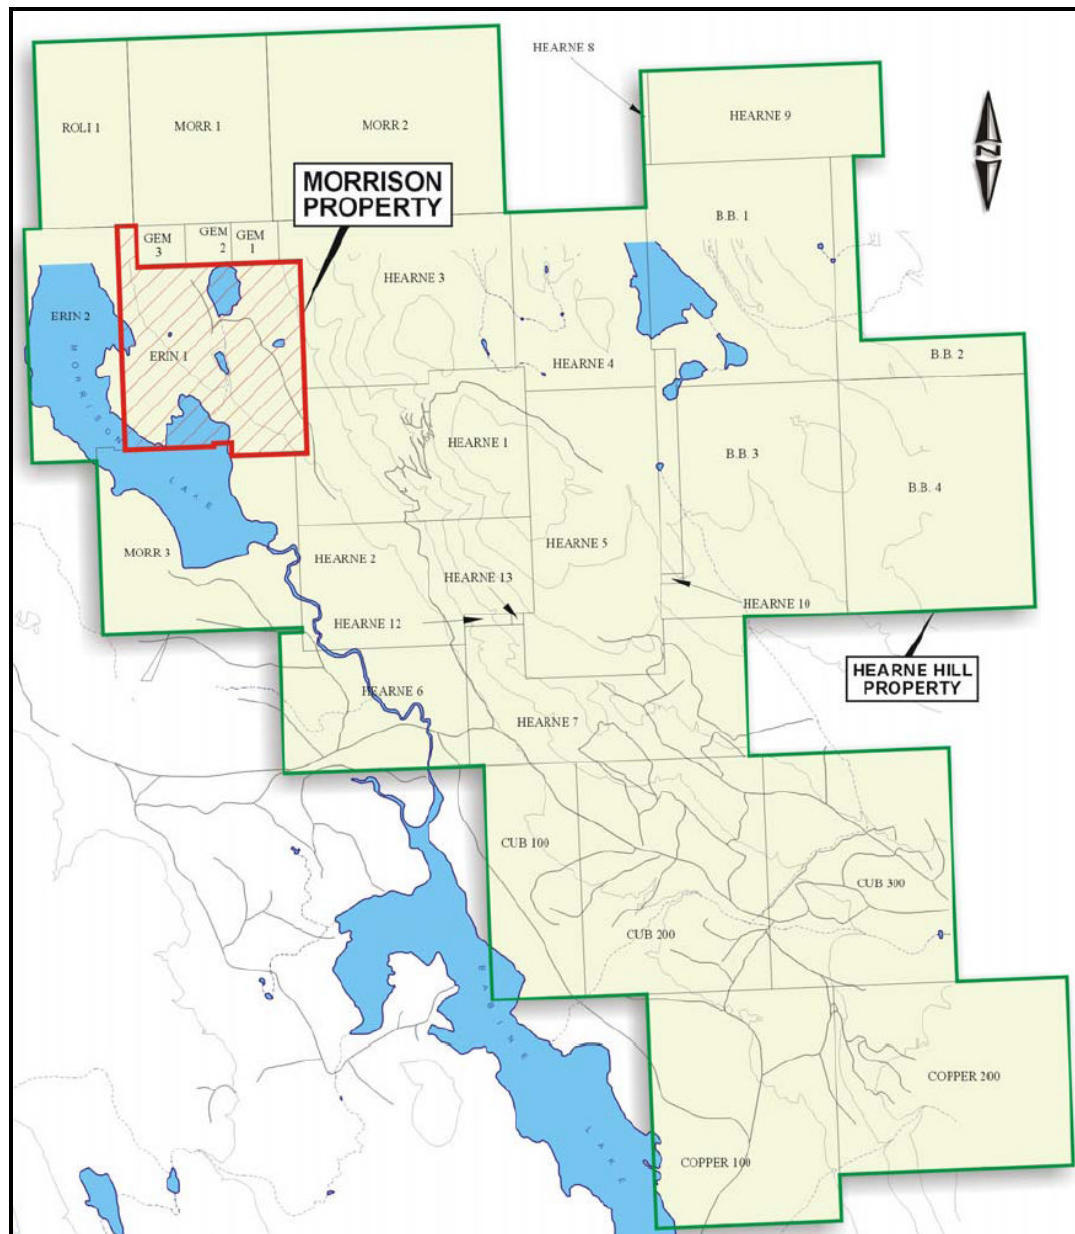 HEARNE 8
ROLI 1
MORR 1
MORR 2
HEARNE 9
N
MORRISON
PROPERTY
B.B. 1
GEM
3
GEM
2
GEM
1
HEARNE 3
ERIN 2
ERIN 1
HEARNE 4
B.B. 2
MORRISON
LAKE
HEARNE 1
B.B. 3
B.B. 4
MORR 3
HEARNE 2
HEARNE 5
HEARNE 13
HEARNE 10
HEARNE 12
HEARNE HILL
PROPERTY
HEARNE 6
HEARNE 7
CUB 100
CUB 300
CUB 200
BABINE
LAKE
COPPER 200
COPPER 100